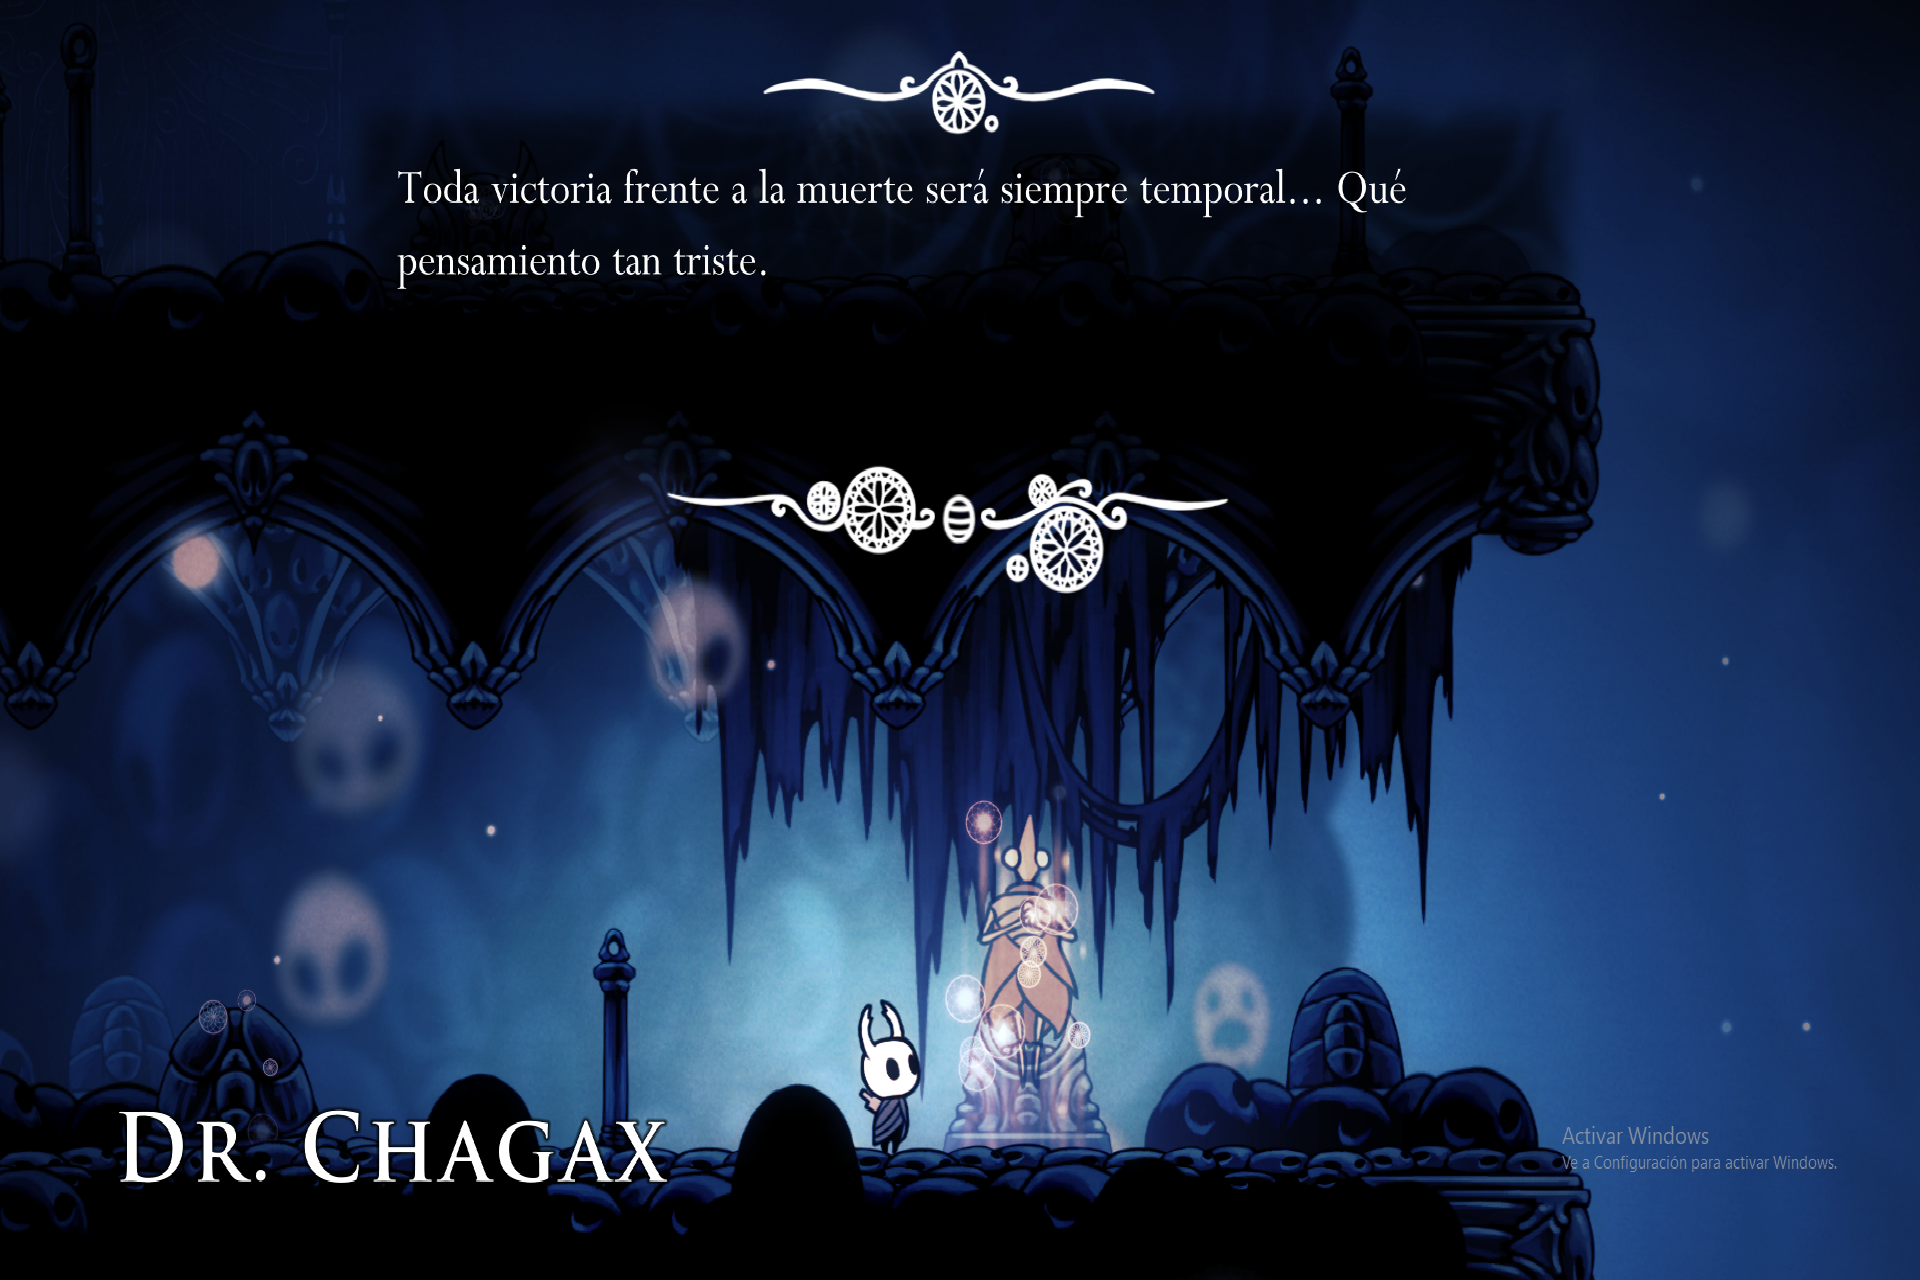 Toda victoria frente a la muerte será siempre temporal... Qué
pensamiento tan triste.
Dr. Chagax
Activar Windows
Ve a Configuración para activar Windows.